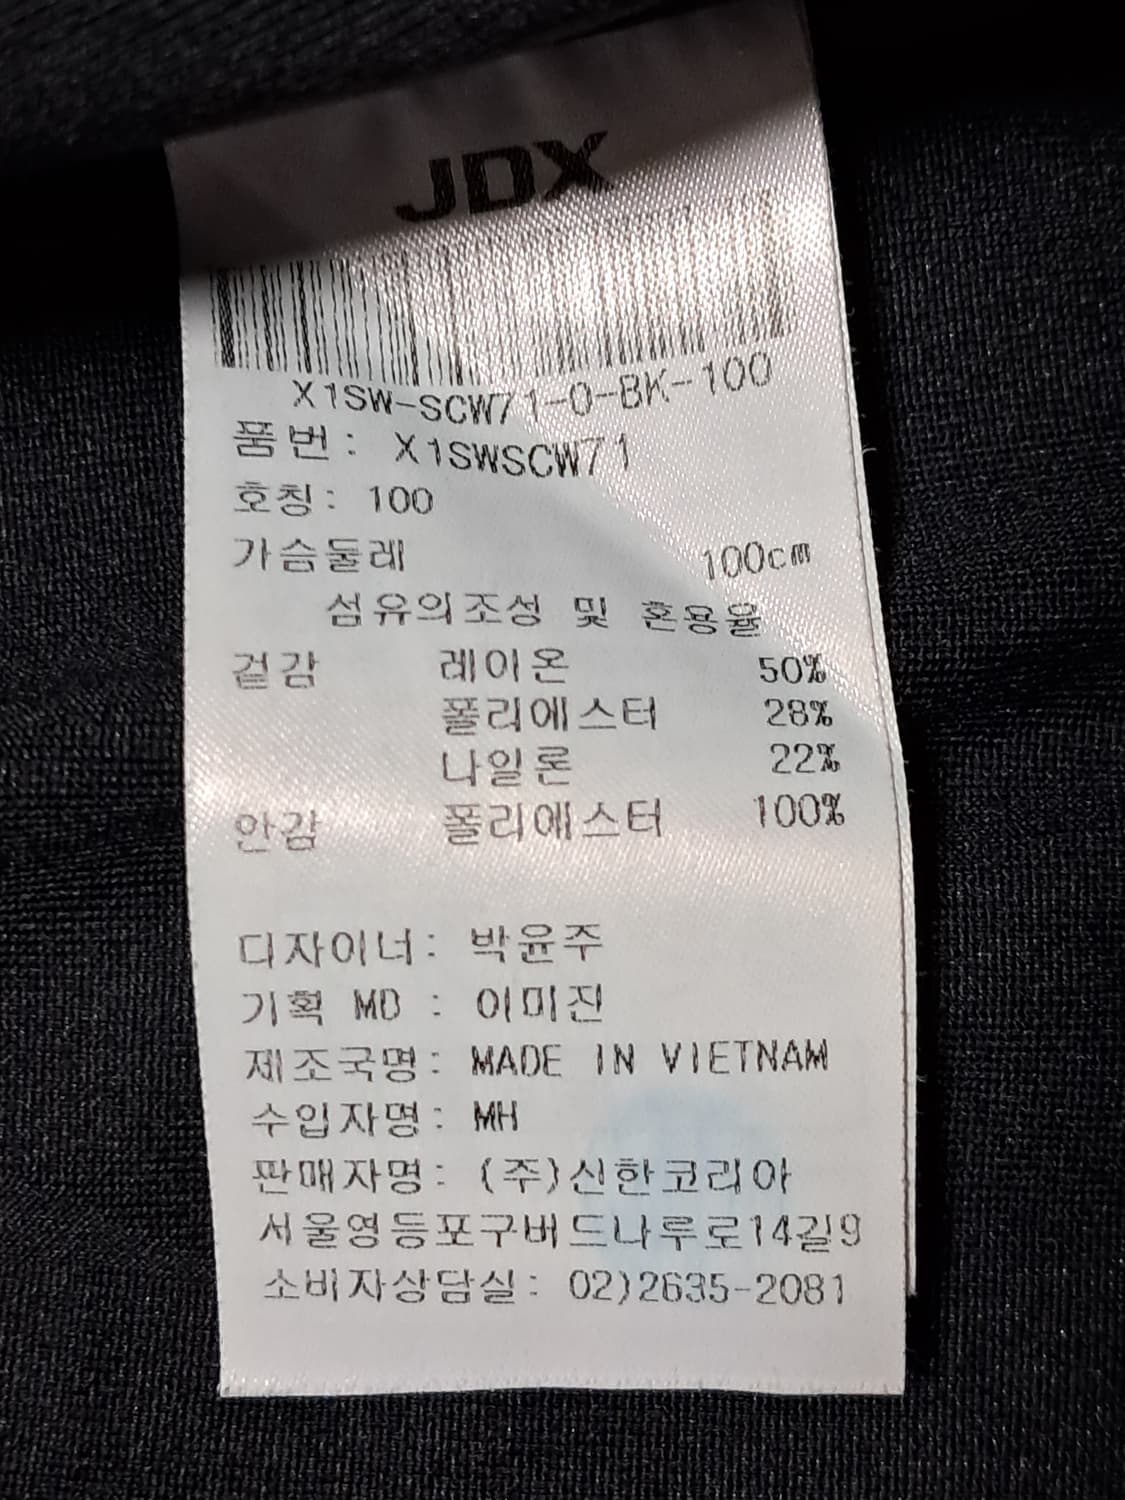 JDX
X1SW-SCW71-0-BK-100
품번: X1SWSCW71
호칭: 100
가슴둘레 100cm
섬유의조성 및 혼용율
겉감 레이온 50%
폴리에스터 28%
나일론 22%
안감 폴리에스터 100%
디자이너: 박윤주
기획 MD : 이미진
제조국명: MADE IN VIETNAM
수입자명: MH
판매자명: (주)신한코리아
서울영등포구버드나루로14길9
소비자상담실: 02)2635-2081